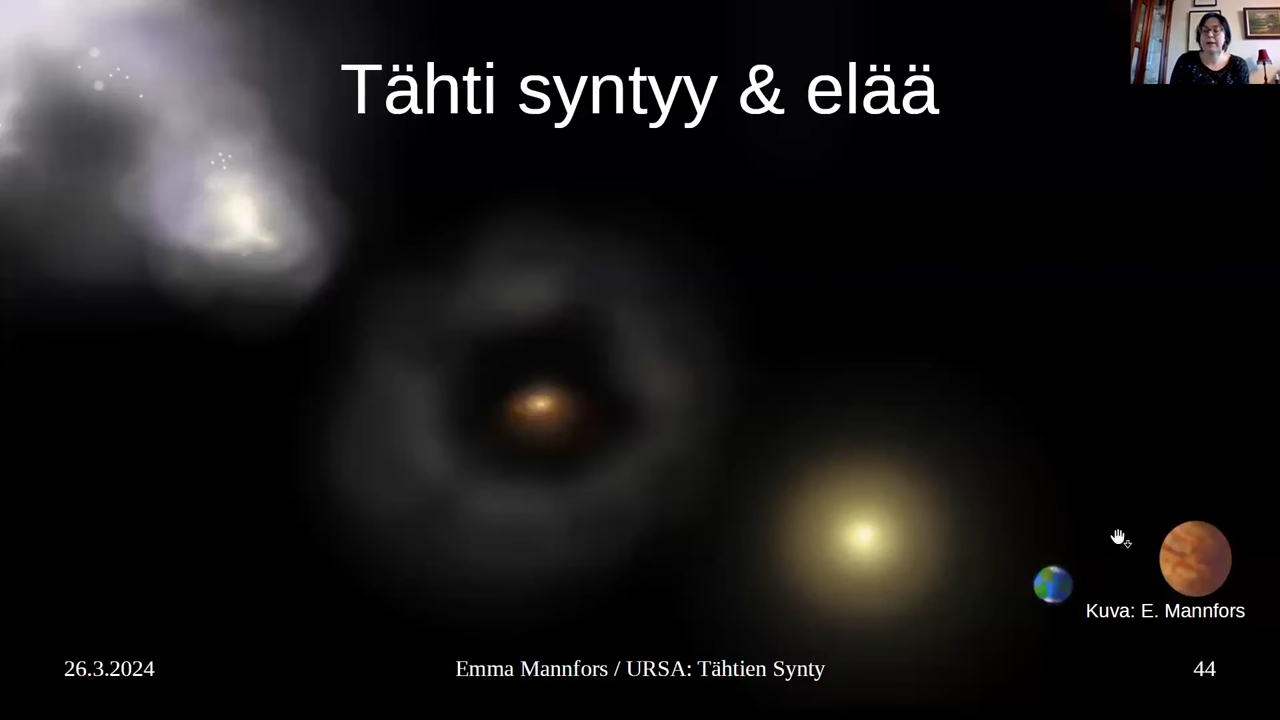 Tähti syntyy & elää
Kuva: E. Mannfors
26.3.2024
Emma Mannfors / URSA: Tähtien Synty
44